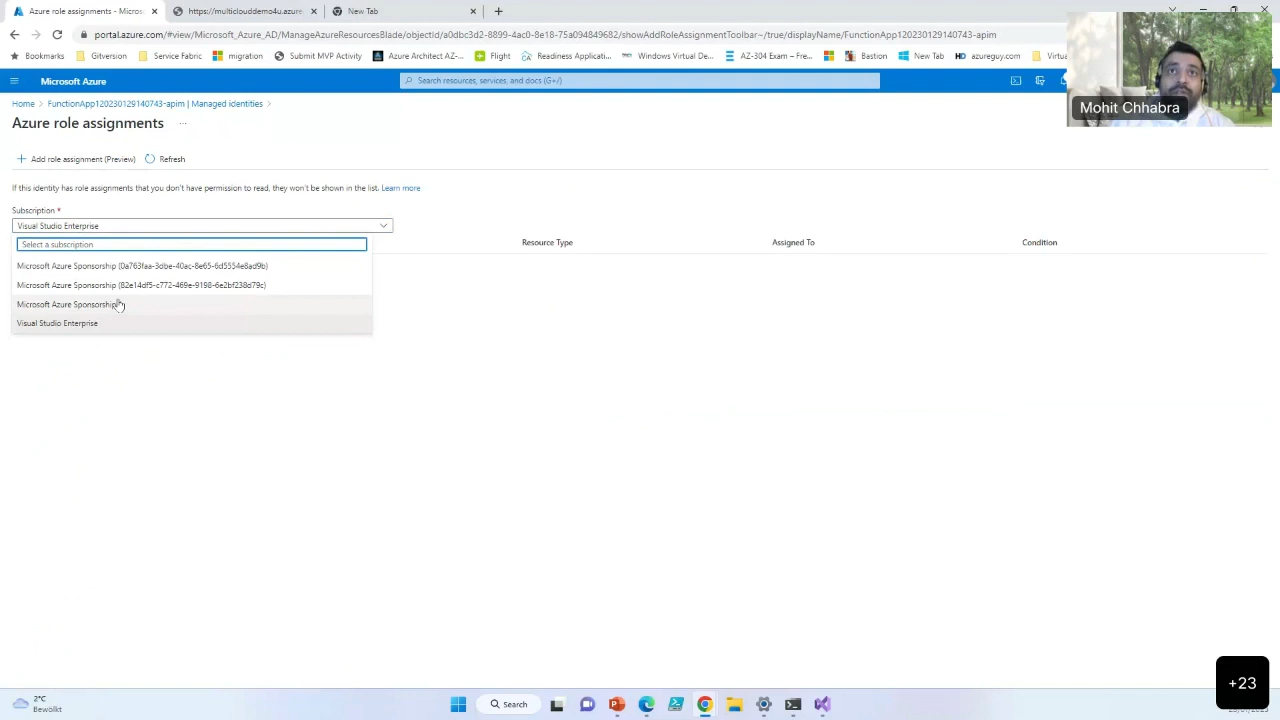 Azure role assignments - Micros
https://multiclouddemo4u.azure
New Tab
portal.azure.com/#view/Microsoft_Azure_AD/ManageAzureResourcesBlade/objectId/a0dbc3d2-8899-4ac0-8e18-75a094849682/showAddRoleAssignmentToolbar~/true/displayName/FunctionApp120230129140743-apim
Bookmarks
Gitversion
Service Fabric
migration
Submit MVP Activity
Azure Architect AZ-...
Flight
Readiness Applicati...
Windows Virtual De...
AZ-304 Exam – Fre...
Bastion
New Tab
azureguy.com
Virtua
Microsoft Azure
Search resources, services, and docs (G+/)
Mohit Chhabra
Home > FunctionApp120230129140743-apim | Managed identities >
Azure role assignments ...
+ Add role assignment (Preview) Refresh
If this identity has role assignments that you don't have permission to read, they won't be shown in the list. Learn more
Subscription *
Visual Studio Enterprise
Select a subscription
Resource Type
Assigned To
Condition
Microsoft Azure Sponsorship (0a763faa-3dbe-40ac-8e65-6d5554e8ad9b)
Microsoft Azure Sponsorship (82e14df5-c772-469e-9198-6e2bf238d79c)
Microsoft Azure Sponsorship
Visual Studio Enterprise
+23
2°C
Bewölkt
Search